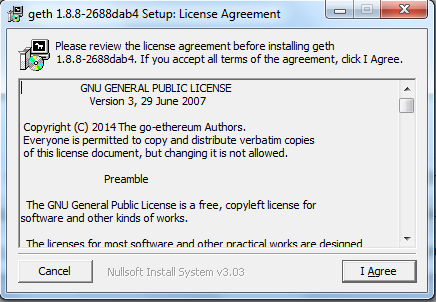 geth 1.8.8-2688dab4 Setup: License Agreement
Please review the license agreement before installing geth
1.8.8-2688dab4. If you accept all terms of the agreement, click I Agree.
GNU GENERAL PUBLIC LICENSE
Version 3, 29 June 2007
Copyright (C) 2014 The go-ethereum Authors.
Everyone is permitted to copy and distribute verbatim copies
of this license document, but changing it is not allowed.
Preamble
The GNU General Public License is a free, copyleft license for
software and other kinds of works.
The licenses for most software and other practical works are designed
Cancel
Nullsoft Install System v3.03
I Agree